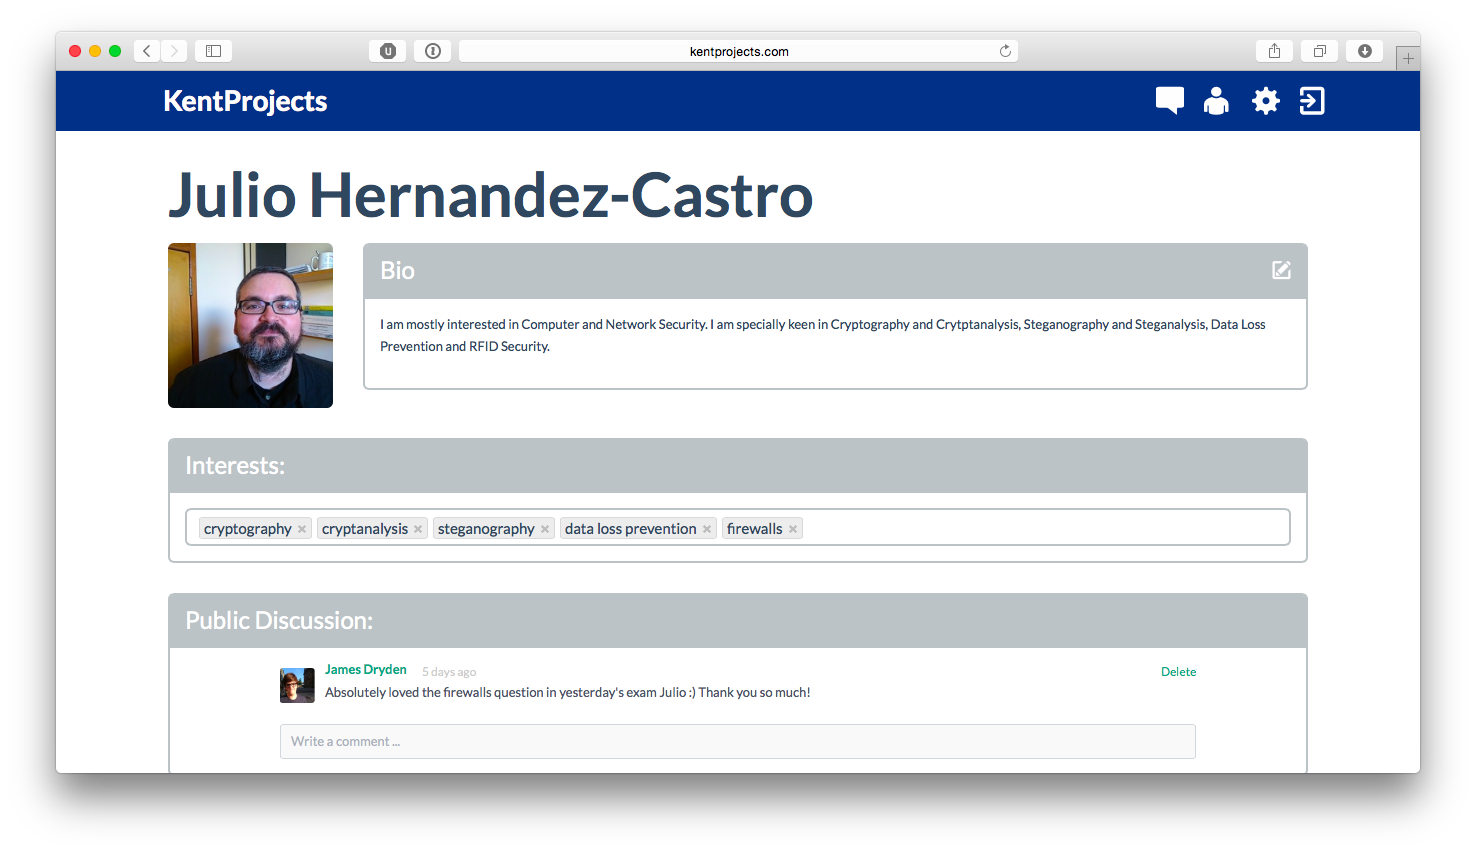 kentprojects.com
KentProjects
Julio Hernandez-Castro
Bio
I am mostly interested in Computer and Network Security. I am specially keen in Cryptography and Crytptanalysis, Steganography and Steganalysis, Data Loss
Prevention and RFID Security.
Interests:
cryptography × cryptanalysis × steganography × data loss prevention × firewalls ×
Public Discussion:
James Dryden 5 days ago Delete
Absolutely loved the firewalls question in yesterday's exam Julio :) Thank you so much!
Write a comment ...